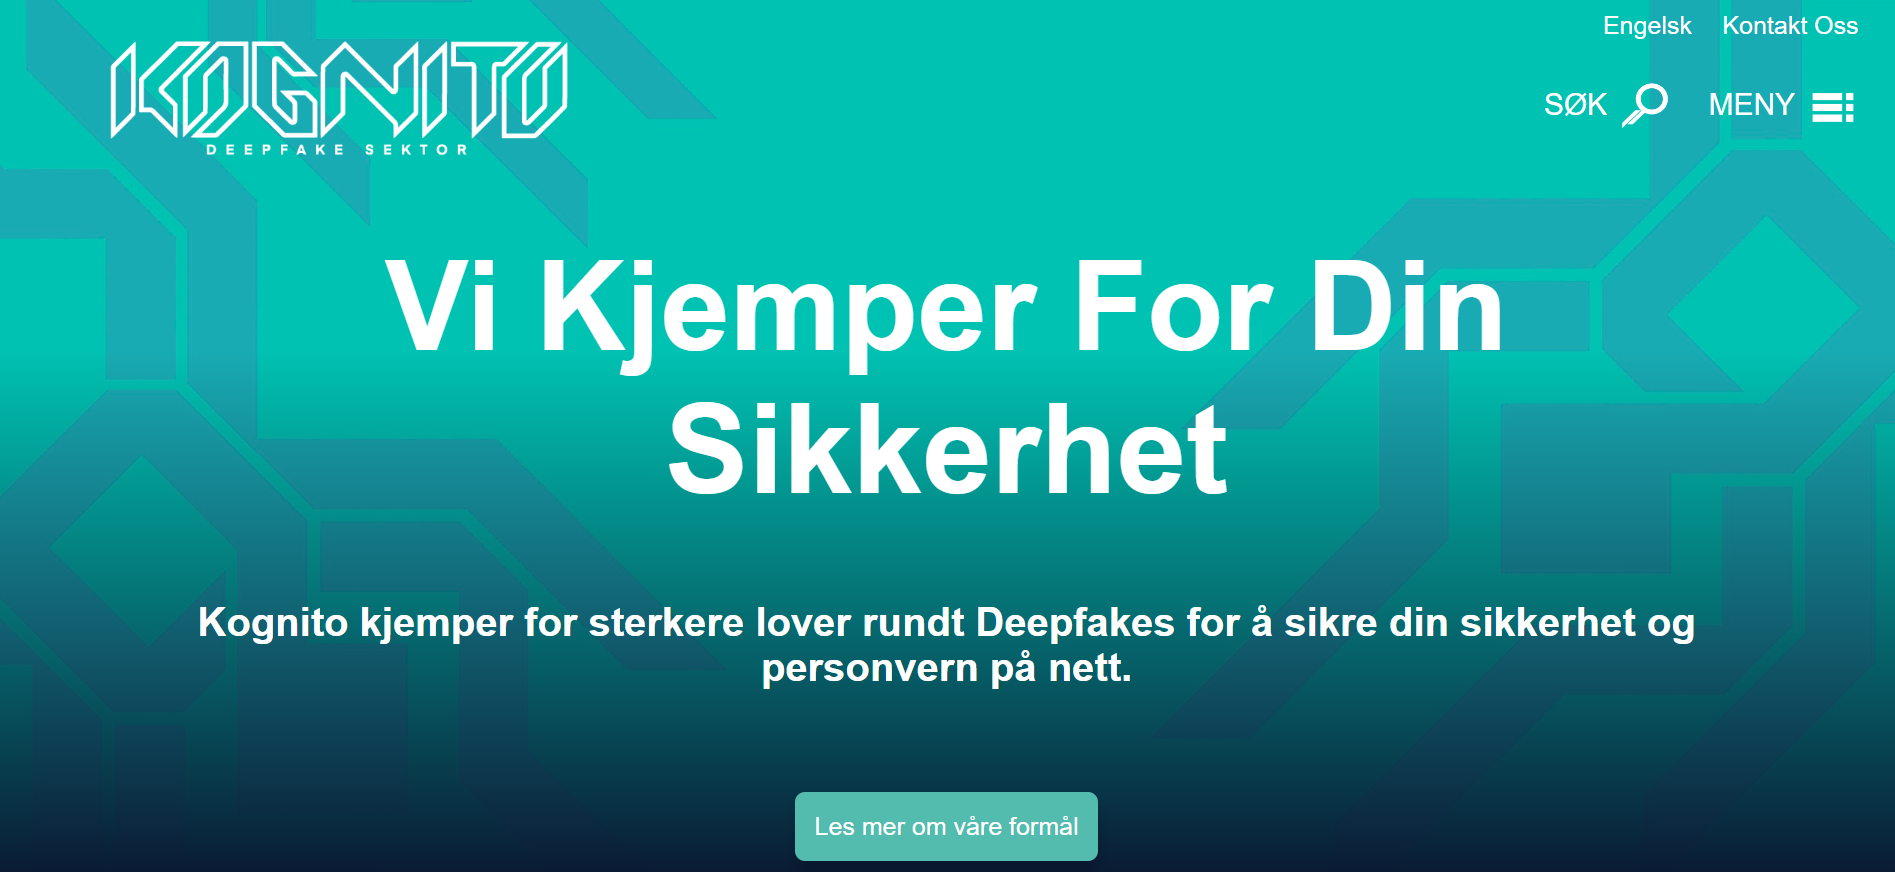 Engelsk Kontakt Oss
KOGNITO
DEEPFAKE SEKTOR
SØK MENY
Vi Kjemper For Din
Sikkerhet
Kognito kjemper for sterkere lover rundt Deepfakes for å sikre din sikkerhet og
personvern på nett.
Les mer om våre formål